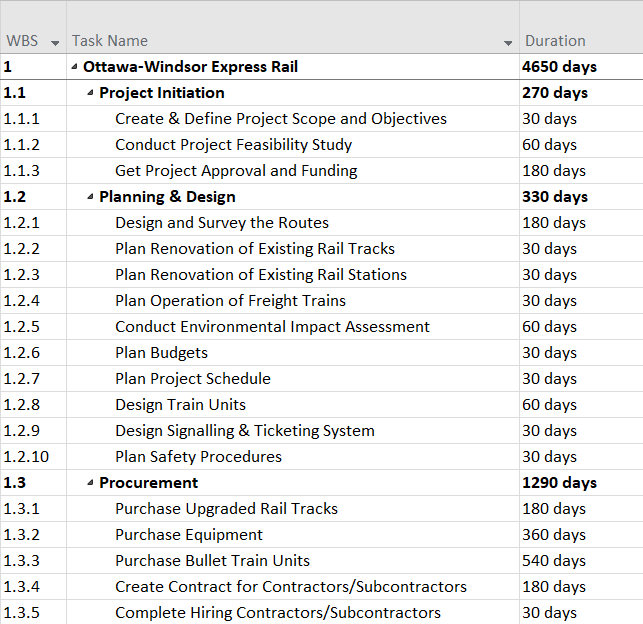 WBS Task Name Duration
1 Ottawa-Windsor Express Rail 4650 days
1.1 Project Initiation 270 days
1.1.1 Create & Define Project Scope and Objectives 30 days
1.1.2 Conduct Project Feasibility Study 60 days
1.1.3 Get Project Approval and Funding 180 days
1.2 Planning & Design 330 days
1.2.1 Design and Survey the Routes 180 days
1.2.2 Plan Renovation of Existing Rail Tracks 30 days
1.2.3 Plan Renovation of Existing Rail Stations 30 days
1.2.4 Plan Operation of Freight Trains 30 days
1.2.5 Conduct Environmental Impact Assessment 60 days
1.2.6 Plan Budgets 30 days
1.2.7 Plan Project Schedule 30 days
1.2.8 Design Train Units 60 days
1.2.9 Design Signalling & Ticketing System 30 days
1.2.10 Plan Safety Procedures 30 days
1.3 Procurement 1290 days
1.3.1 Purchase Upgraded Rail Tracks 180 days
1.3.2 Purchase Equipment 360 days
1.3.3 Purchase Bullet Train Units 540 days
1.3.4 Create Contract for Contractors/Subcontractors 180 days
1.3.5 Complete Hiring Contractors/Subcontractors 30 days